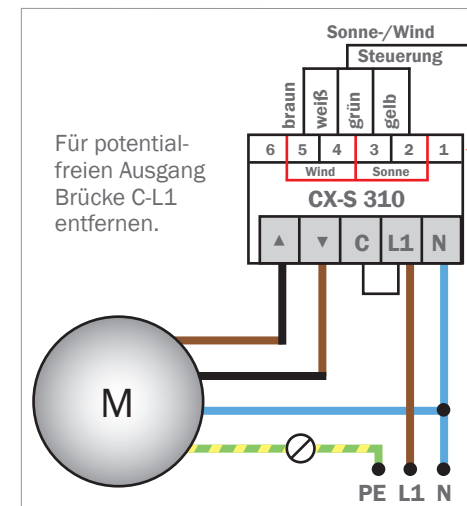 Sonne-/Wind
Steuerung
braun
weiß
grün
gelb
Für potential-
freien Ausgang
Brücke C-L1
entfernen.
6 5 4 3 2 1
Wind Sonne
CX-S 310
▲ ▼ C L1 N
M
PE L1 N